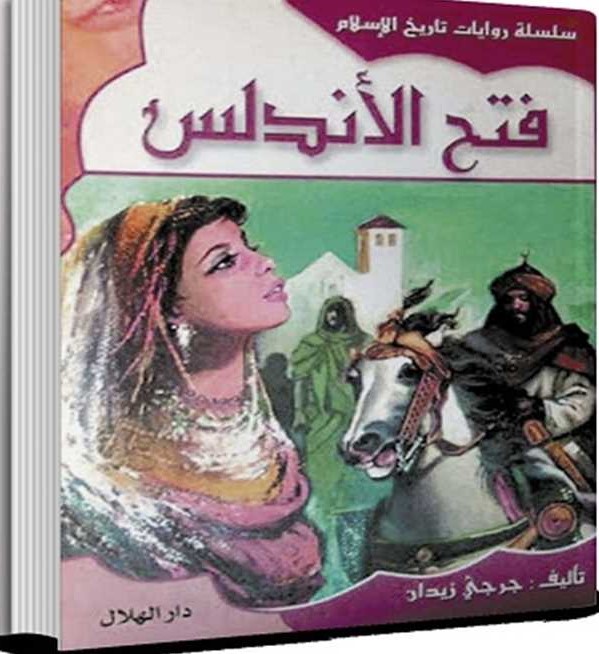 سلسلة روايات تاريخ الإسلام
فتح الأندلس
تأليف : جرجي زيدان
دار الهلال